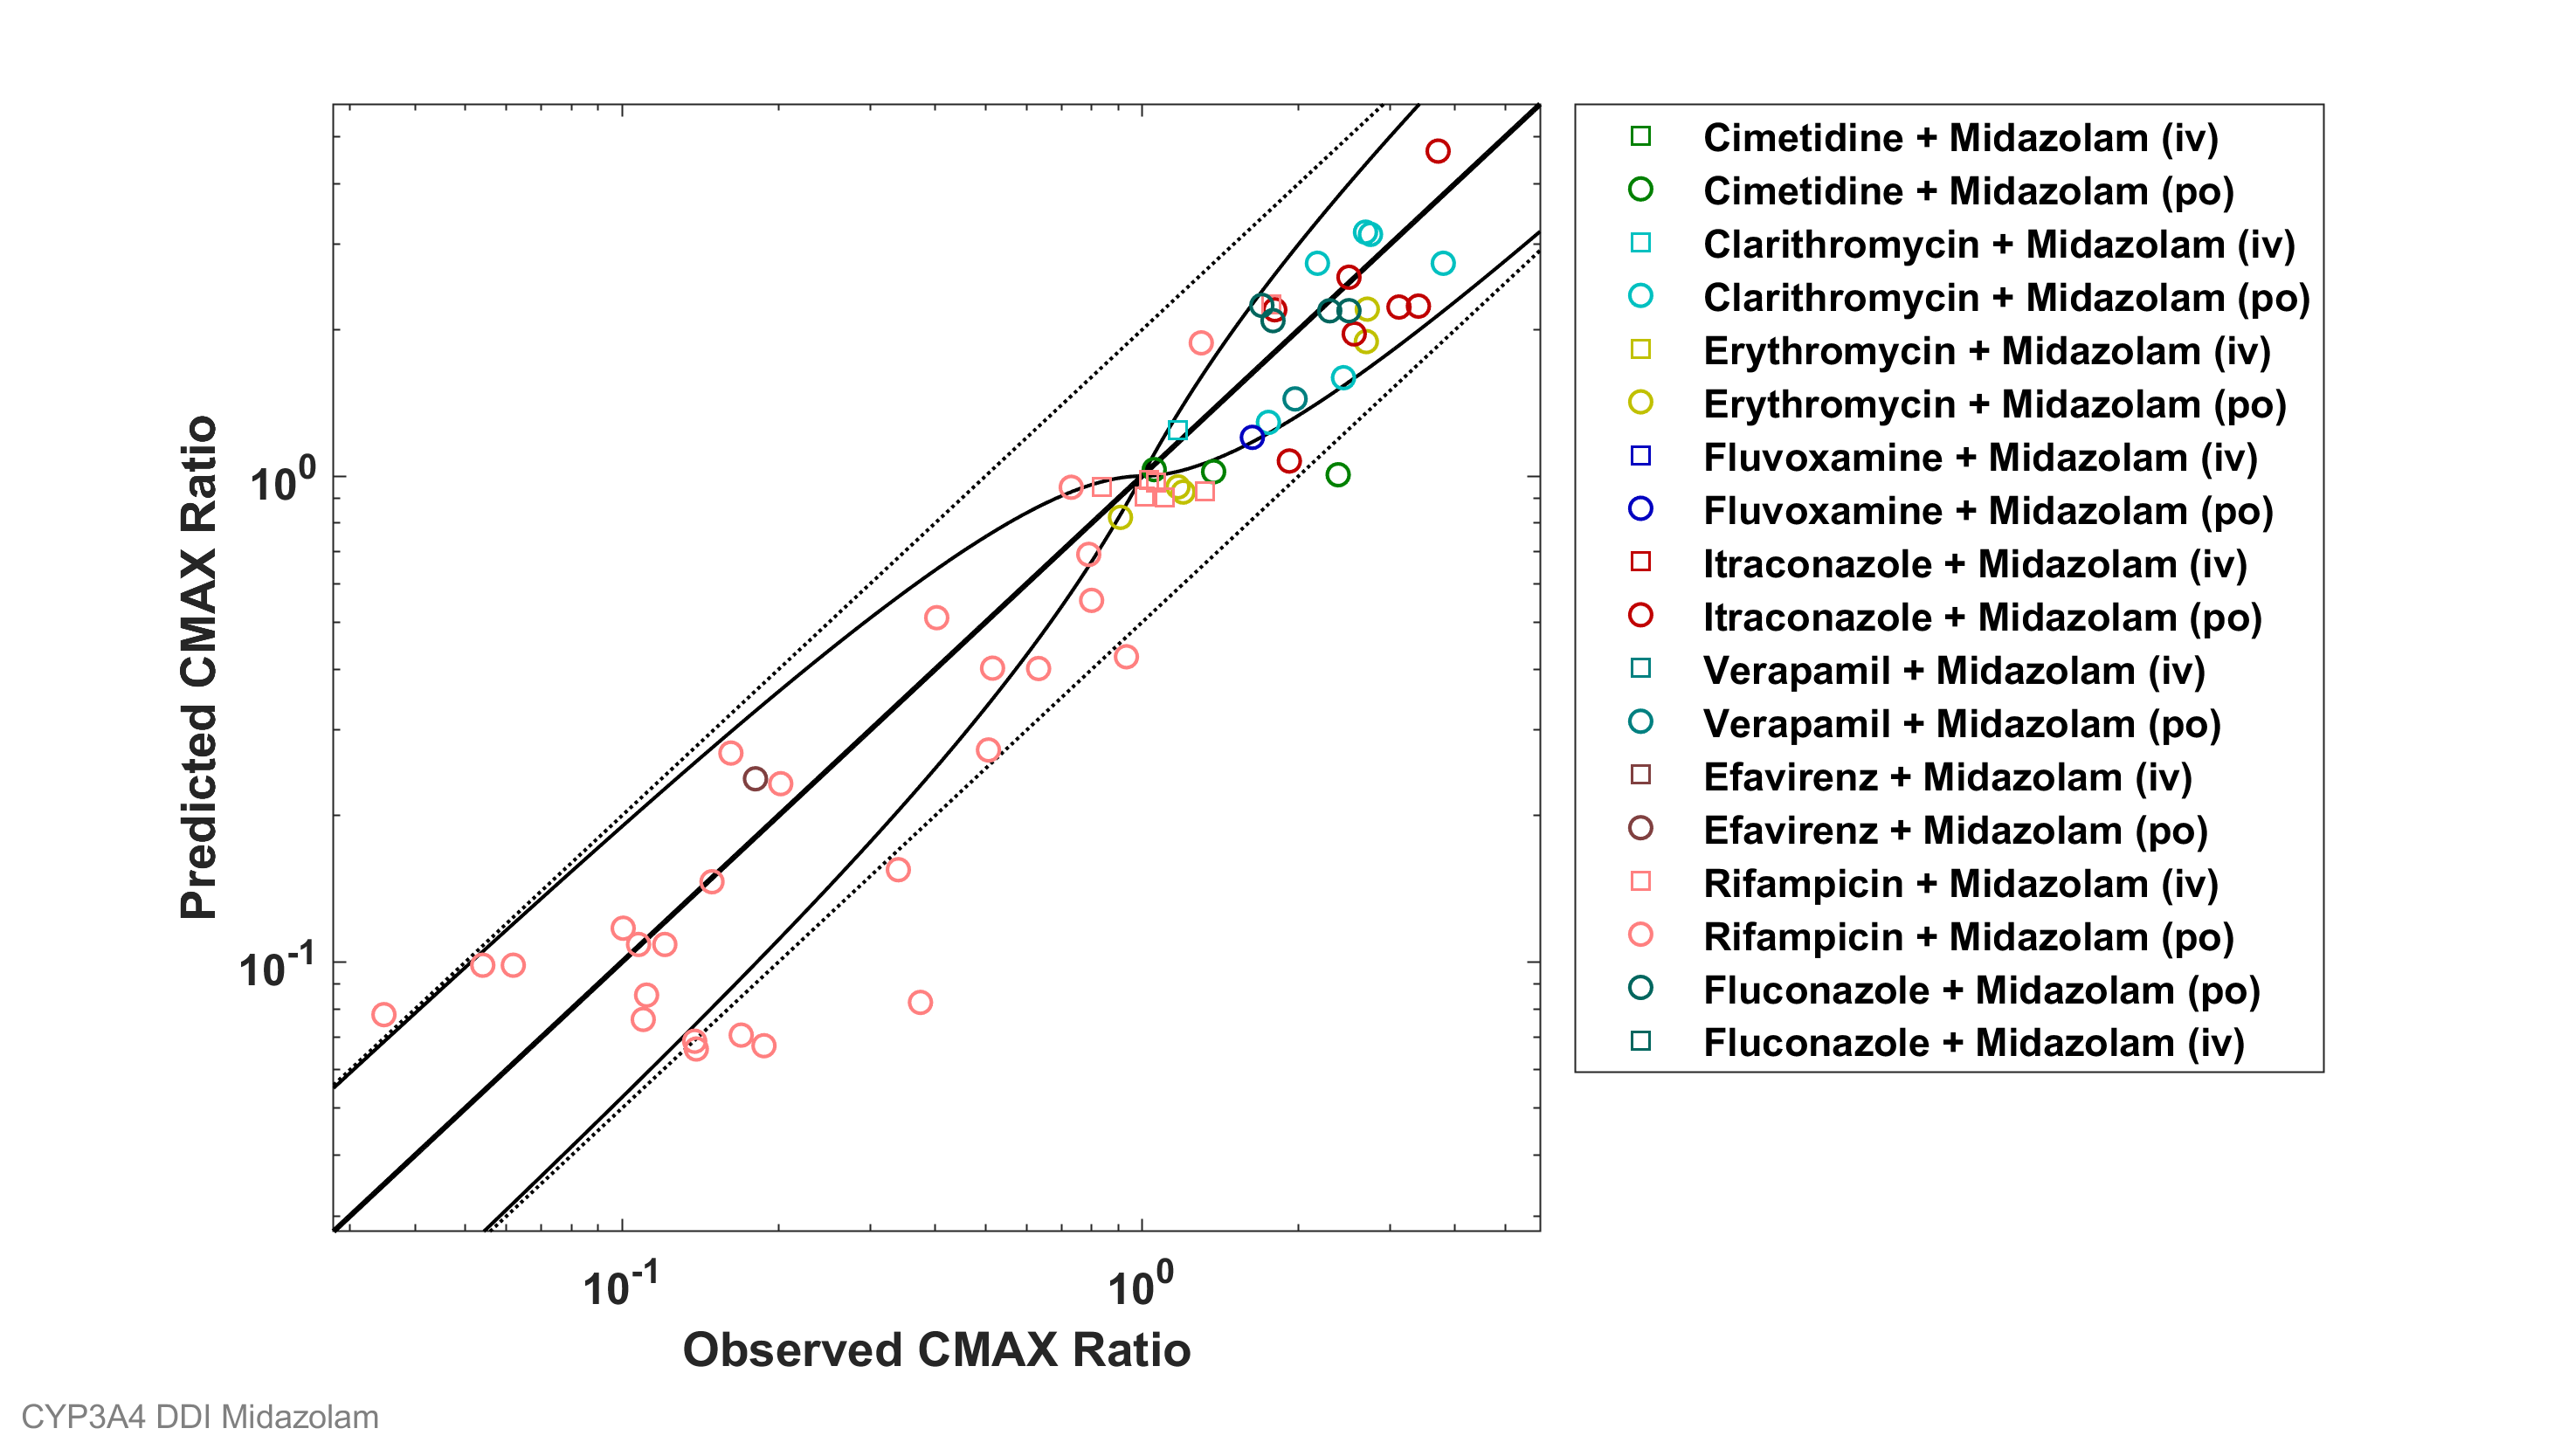 Cimetidine + Midazolam (iv)
Cimetidine + Midazolam (po)
Clarithromycin + Midazolam (iv)
Clarithromycin + Midazolam (po)
Erythromycin + Midazolam (iv)
Erythromycin + Midazolam (po)
Fluvoxamine + Midazolam (iv)
Fluvoxamine + Midazolam (po)
Itraconazole + Midazolam (iv)
Itraconazole + Midazolam (po)
Verapamil + Midazolam (iv)
Verapamil + Midazolam (po)
Efavirenz + Midazolam (iv)
Efavirenz + Midazolam (po)
Rifampicin + Midazolam (iv)
Rifampicin + Midazolam (po)
Fluconazole + Midazolam (po)
Fluconazole + Midazolam (iv)
Predicted CMAX Ratio
10^0
10^-1
10^-1
10^0
Observed CMAX Ratio
CYP3A4 DDI Midazolam